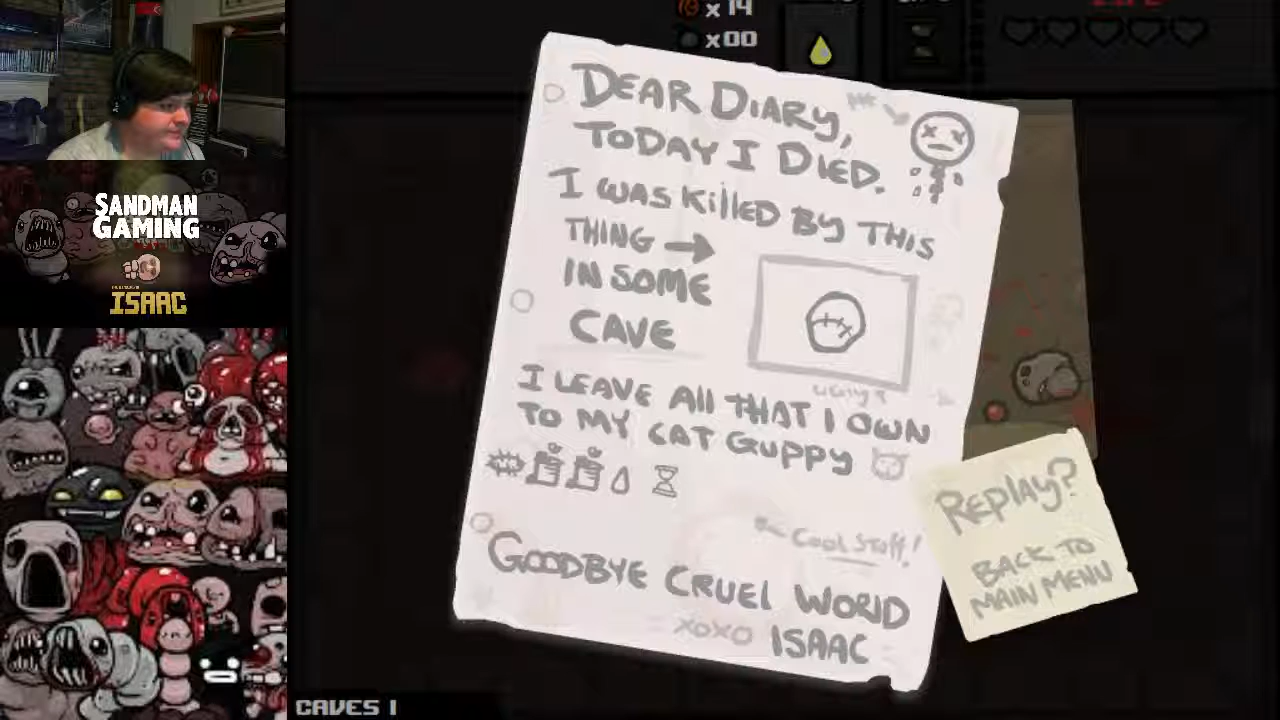 x 14
x00
SANDMAN
GAMING
ISAAC
DEAR DIARY,
TODAY I DIED.
I WAS KILLED BY THIS
THING →
IN SOME
CAVE
I LEAVE ALL THAT I OWN
TO MY CAT GUPPY
COOL STUFF!
GOODBYE CRUEL WORLD
XOXO ISAAC
REPLAY?
BACK TO
MAIN MENU
CAVES I